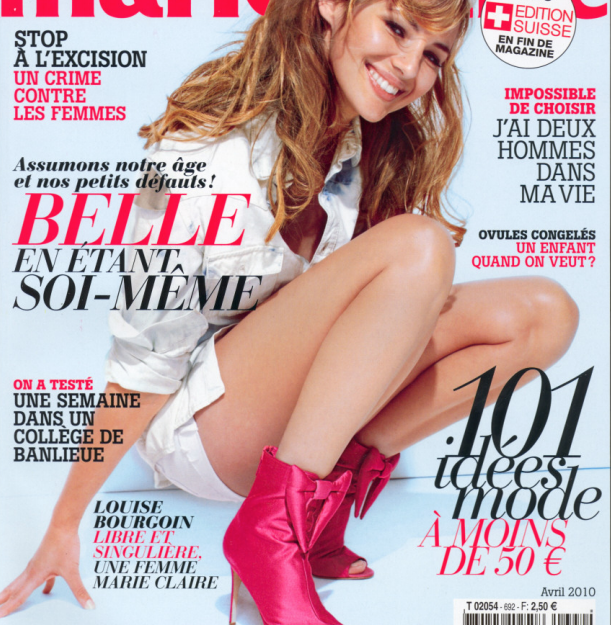 marie claire
EDITION
SUISSE
EN FIN DE
MAGAZINE
STOP
À L'EXCISION
UN CRIME
CONTRE
LES FEMMES
IMPOSSIBLE
DE CHOISIR
J'AI DEUX
HOMMES
DANS
MA VIE
Assumons notre âge
et nos petits défauts!
BELLE
EN ÉTANT
SOI-MÊME
OVULES CONGELÉS
UN ENFANT
QUAND ON VEUT?
ON A TESTÉ
UNE SEMAINE
DANS UN
COLLÈGE DE
BANLIEUE
101
idées
mode
À MOINS
DE 50 €
LOUISE
BOURGOIN
LIBRE ET
SINGULIÈRE,
UNE FEMME
MARIE CLAIRE
Avril 2010
T 02054 - 692 - F: 2,50 €